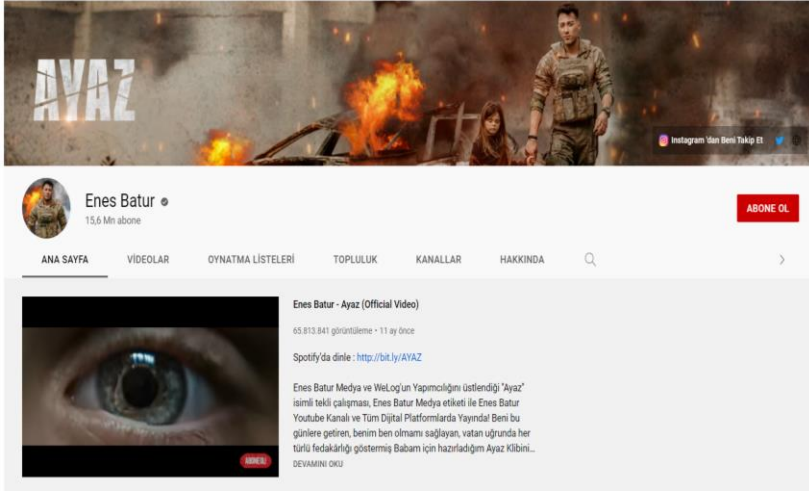 AYAZ
Instagram 'dan Beni Takip Et
Enes Batur
15,6 Mn abone
ABONE OL
ANA SAYFA VİDEOLAR OYNATMA LİSTELERİ TOPLULUK KANALLAR HAKKINDA
Enes Batur - Ayaz (Official Video)
65.813.841 görüntüleme • 11 ay önce
Spotify'da dinle : http://bit.ly/AYAZ
Enes Batur Medya ve WeLog'un Yapımcılığını üstlendiği "Ayaz"
isimli tekli çalışması, Enes Batur Medya etiketi ile Enes Batur
Youtube Kanalı ve Tüm Dijital Platformlarda Yayında! Beni bu
günlere getiren, benim ben olmamı sağlayan, vatan uğrunda her
türlü fedakârlığı göstermiş Babam için hazırladığım Ayaz Klibini...
DEVAMINI OKU